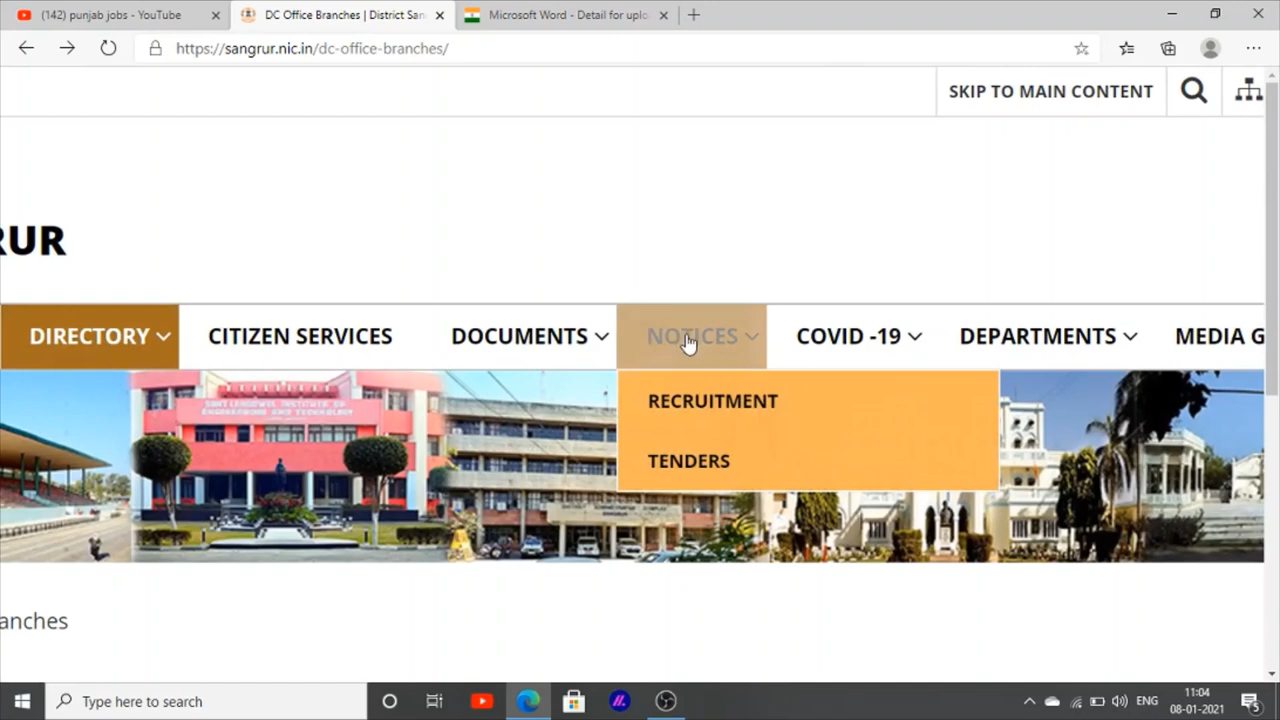 (142) punjab jobs - YouTube
DC Office Branches | District San
Microsoft Word - Detail for uplo
https://sangrur.nic.in/dc-office-branches/
SKIP TO MAIN CONTENT
RUR
DIRECTORY
CITIZEN SERVICES
DOCUMENTS
NOTICES
COVID -19
DEPARTMENTS
MEDIA G
RECRUITMENT
TENDERS
anches
Type here to search
ENG
11:04
08-01-2021
5